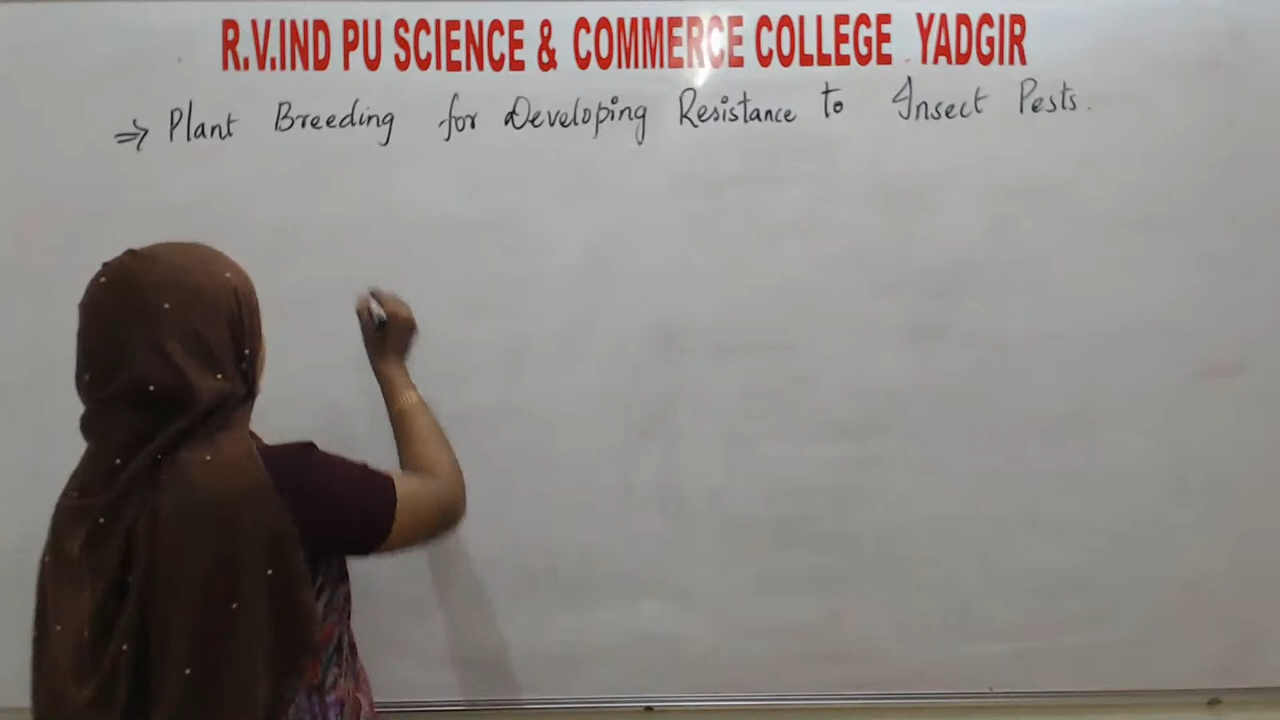 R.V.IND PU SCIENCE & COMMERCE COLLEGE YADGIR
⇒ Plant Breeding for Developing Resistance to Insect Pests.